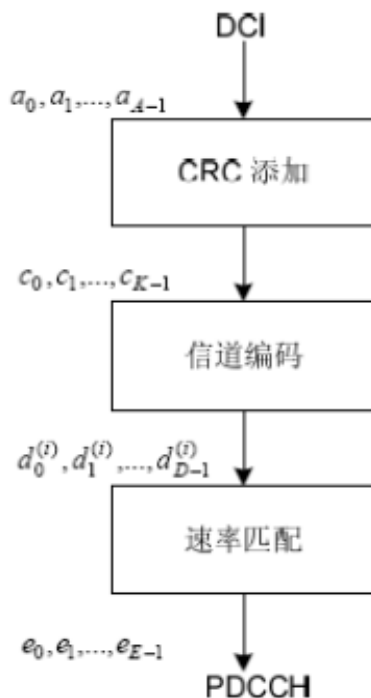 DCI
a_0, a_1, ..., a_{A-1}
CRC 添加
c_0, c_1, ..., c_{K-1}
信道编码
d_0^{(i)}, d_1^{(i)}, ..., d_{D-1}^{(i)}
速率匹配
e_0, e_1, ..., e_{E-1}
PDCCH